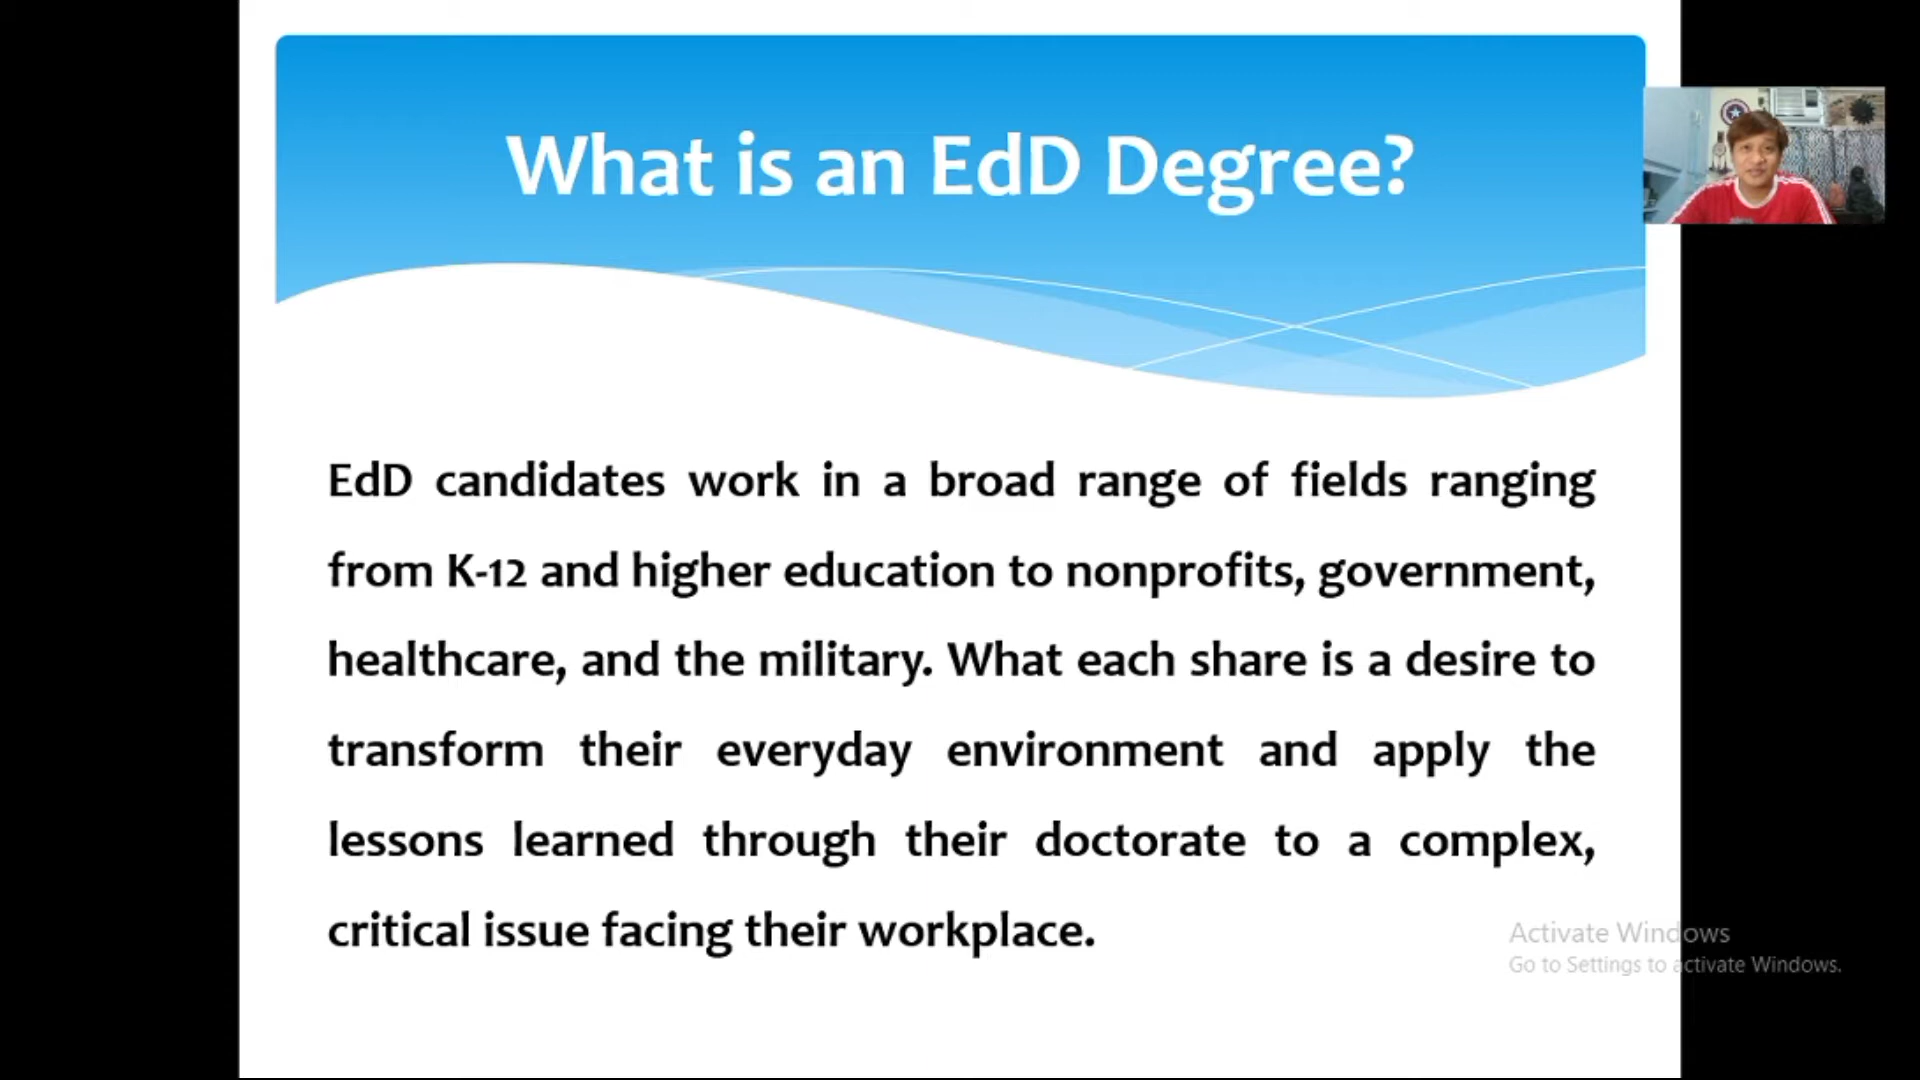 What is an EdD Degree?
EdD candidates work in a broad range of fields ranging
from K-12 and higher education to nonprofits, government,
healthcare, and the military. What each share is a desire to
transform their everyday environment and apply the
lessons learned through their doctorate to a complex,
critical issue facing their workplace.
Activate Windows
Go to Settings to activate Windows.